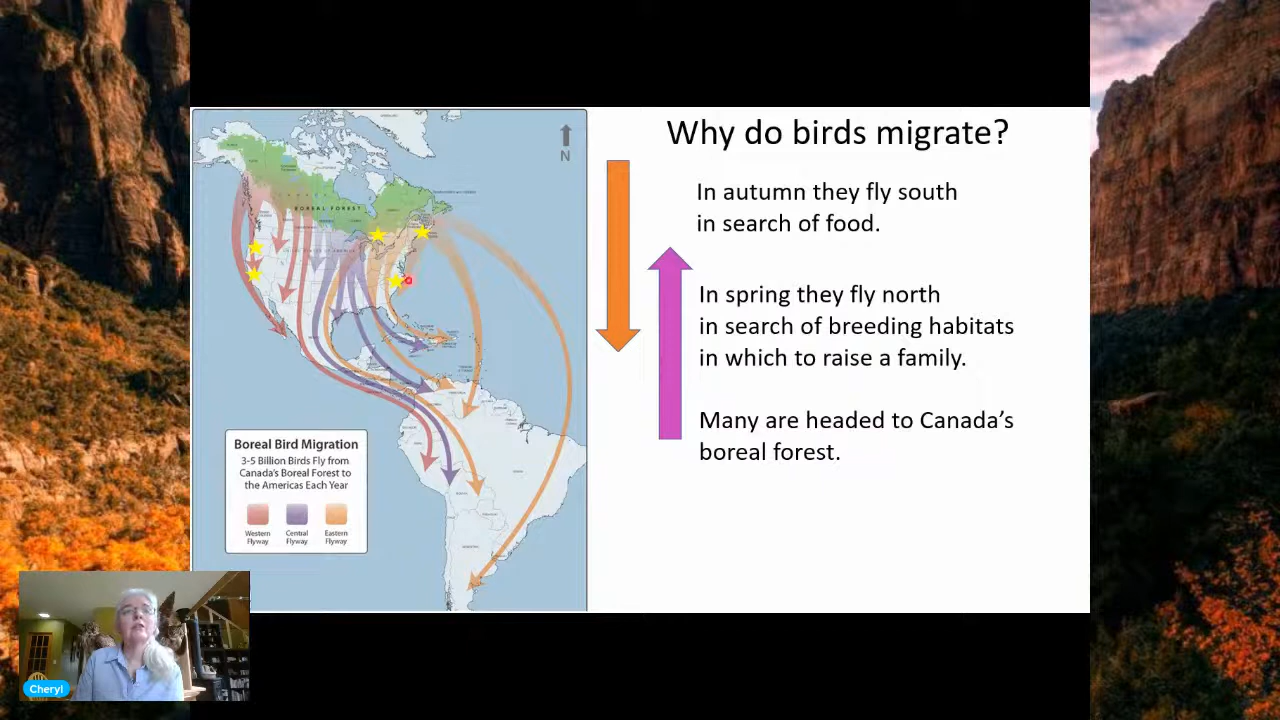 Why do birds migrate?
In autumn they fly south
in search of food.
In spring they fly north
in search of breeding habitats
in which to raise a family.
Many are headed to Canada's
boreal forest.
N
BOREAL FOREST
Boreal Bird Migration
3-5 Billion Birds Fly from
Canada's Boreal Forest to
the Americas Each Year
Western
Flyway
Central
Flyway
Eastern
Flyway
Cheryl